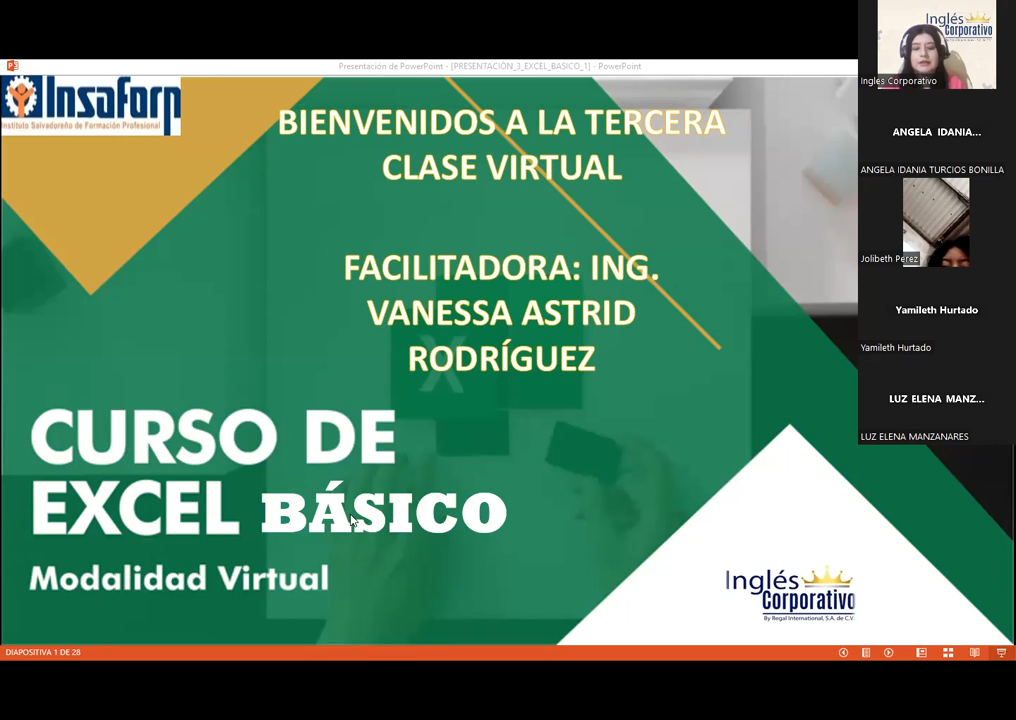 Presentación de PowerPoint - [PRESENTACIÓN_3_EXCEL_BASICO_1] - PowerPoint
Insaforp
Instituto Salvadoreño de Formación Profesional
BIENVENIDOS A LA TERCERA
CLASE VIRTUAL
FACILITADORA: ING.
VANESSA ASTRID
RODRÍGUEZ
CURSO DE
EXCEL BÁSICO
Modalidad Virtual
Inglés
Corporativo
By Regal International, S.A. de C.V.
DIAPOSITIVA 1 DE 28
Inglés
Corporativo
Inglés Corporativo
ANGELA IDANIA...
ANGELA IDANIA TURCIOS BONILLA
Jolibeth Perez
Yamileth Hurtado
Yamileth Hurtado
LUZ ELENA MANZ...
LUZ ELENA MANZANARES